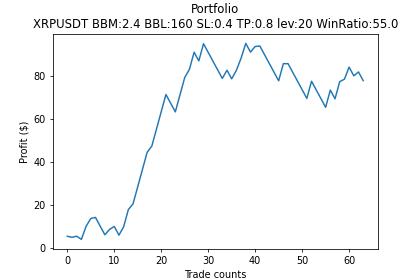 Portfolio
XRPUSDT BBM:2.4 BBL:160 SL:0.4 TP:0.8 lev:20 WinRatio:55.0
Profit ($)
80
60
40
20
0
0 10 20 30 40 50 60
Trade counts